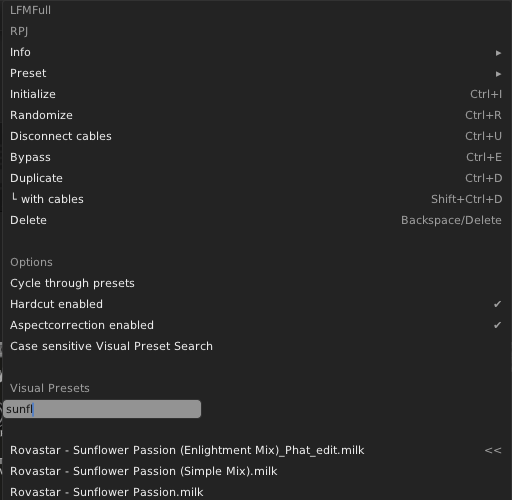 LFMFull
RPJ
Info ▸
Preset ▸
Initialize Ctrl+I
Randomize Ctrl+R
Disconnect cables Ctrl+U
Bypass Ctrl+E
Duplicate Ctrl+D
└ with cables Shift+Ctrl+D
Delete Backspace/Delete
Options
Cycle through presets
Hardcut enabled ✔
Aspectcorrection enabled ✔
Case sensitive Visual Preset Search
Visual Presets
sunfl
Rovastar - Sunflower Passion (Enlightment Mix)_Phat_edit.milk <<
Rovastar - Sunflower Passion (Simple Mix).milk
Rovastar - Sunflower Passion.milk